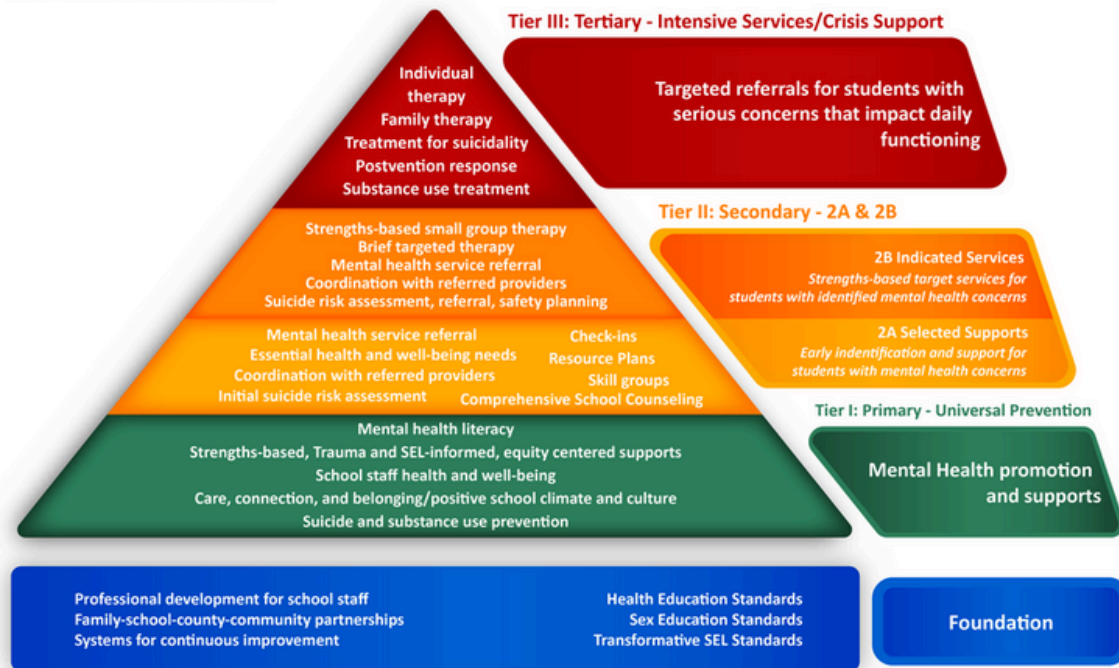 Tier III: Tertiary - Intensive Services/Crisis Support
Individual
therapy
Family therapy
Treatment for suicidality
Postvention response
Substance use treatment
Targeted referrals for students with
serious concerns that impact daily
functioning
Tier II: Secondary - 2A & 2B
Strengths-based small group therapy
Brief targeted therapy
Mental health service referral
Coordination with referred providers
Suicide risk assessment, referral, safety planning
2B Indicated Services
Strengths-based target services for
students with identified mental health concerns
Mental health service referral
Essential health and well-being needs
Coordination with referred providers
Initial suicide risk assessment
Check-ins
Resource Plans
Skill groups
Comprehensive School Counseling
2A Selected Supports
Early indentification and support for
students with mental health concerns
Tier I: Primary - Universal Prevention
Mental health literacy
Strengths-based, Trauma and SEL-informed, equity centered supports
School staff health and well-being
Care, connection, and belonging/positive school climate and culture
Suicide and substance use prevention
Mental Health promotion
and supports
Professional development for school staff
Family-school-county-community partnerships
Systems for continuous improvement
Health Education Standards
Sex Education Standards
Transformative SEL Standards
Foundation